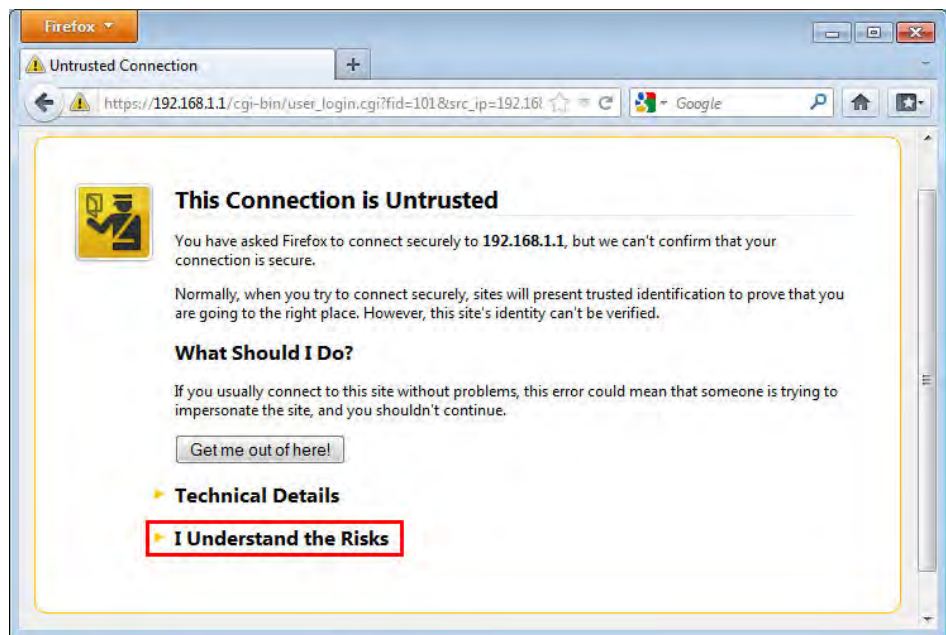 Firefox
Untrusted Connection
https://192.168.1.1/cgi-bin/user_login.cgi?fid=101&src_ip=192.168
Google
This Connection is Untrusted
You have asked Firefox to connect securely to 192.168.1.1, but we can't confirm that your
connection is secure.
Normally, when you try to connect securely, sites will present trusted identification to prove that you
are going to the right place. However, this site's identity can't be verified.
What Should I Do?
If you usually connect to this site without problems, this error could mean that someone is trying to
impersonate the site, and you shouldn't continue.
Get me out of here!
Technical Details
I Understand the Risks